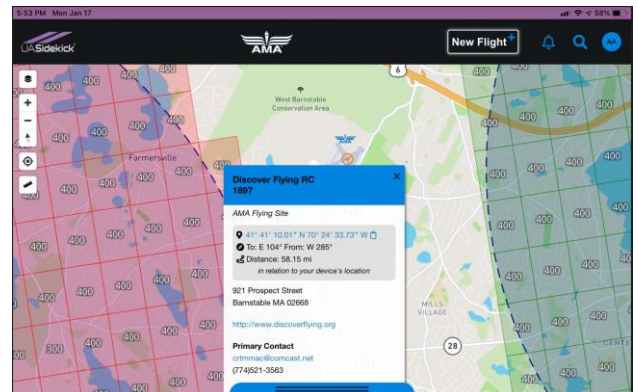 5:53 PM Mon Jan 17
58%
UASidekick
AMA
New Flight+
AA
6
West Barnstable
Conservation Area
Farmersville
400
300
Discover Flying RC
1897
AMA Flying Site
41° 41' 10.01" N 70° 24' 33.73" W
To: E 104° From: W 285°
Distance: 58.15 mi
in relation to your device's location
921 Prospect Street
Barnstable MA 02668
http://www.discoverflying.org
Primary Contact
crtmmac@comcast.net
(774)521-3563
MILLS
VILLAGE
28